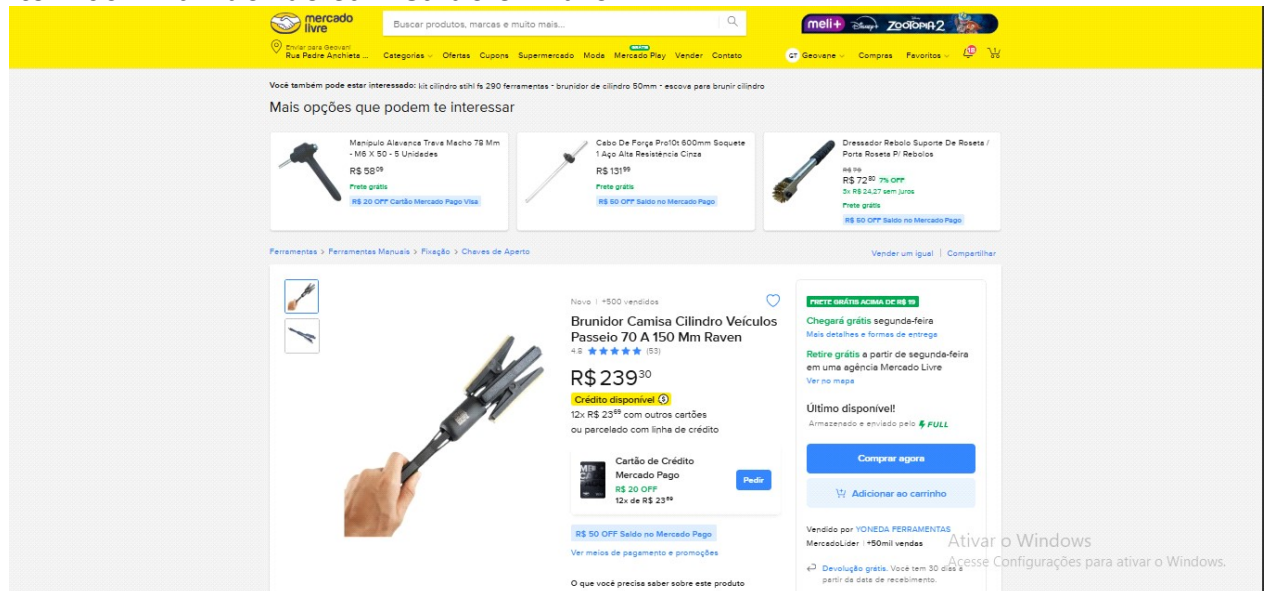 mercado
livre
Buscar produtos, marcas e muito mais...
meli+ Disney+ ZOOTOPIA 2
Enviar para Geovani
Rua Padre Anchieta ...
Categorias Ofertas Cupons Supermercado Moda Mercado Play Vender Contato
GRÁTIS
GT Geovane Compras Favoritos
Você também pode estar interessado: kit cilindro stihl fs 290 ferramentas - brunidor de cilindro 50mm - escova para brunir cilindro
Mais opções que podem te interessar
Manípulo Alavanca Trava Macho 78 Mm
- M6 X 50 - 5 Unidades
R$ 58⁰⁹
Frete grátis
R$ 20 OFF Cartão Mercado Pago Visa
Cabo De Força Pro10t 600mm Soquete
1 Aço Alta Resistência Cinza
R$ 131⁹⁹
Frete grátis
R$ 50 OFF Saldo no Mercado Pago
Dressador Rebolo Suporte De Roseta /
Porta Roseta P/ Rebolos
R$ 79
R$ 72⁸⁰ 7% OFF
3x R$ 24,27 sem juros
Frete grátis
R$ 50 OFF Saldo no Mercado Pago
Ferramentas > Ferramentas Manuais > Fixação > Chaves de Aperto
Vender um igual | Compartilhar
Novo | +500 vendidos
Brunidor Camisa Cilindro Veículos
Passeio 70 A 150 Mm Raven
4.8 (53)
R$ 239³⁰
Crédito disponível
12x R$ 23⁶⁹ com outros cartões
ou parcelado com linha de crédito
Cartão de Crédito
Mercado Pago
R$ 20 OFF
12x de R$ 23⁶⁹
Pedir
R$ 50 OFF Saldo no Mercado Pago
Ver meios de pagamento e promoções
O que você precisa saber sobre este produto
FRETE GRÁTIS ACIMA DE R$ 19
Chegará grátis segunda-feira
Mais detalhes e formas de entrega
Retire grátis a partir de segunda-feira
em uma agência Mercado Livre
Ver no mapa
Último disponível!
Armazenado e enviado pelo FULL
Comprar agora
Adicionar ao carrinho
Vendido por YONEDA FERRAMENTAS
MercadoLíder | +50mil vendas
Devolução grátis. Você tem 30 dias a
partir da data de recebimento.
Ativar o Windows
Acesse Configurações para ativar o Windows.